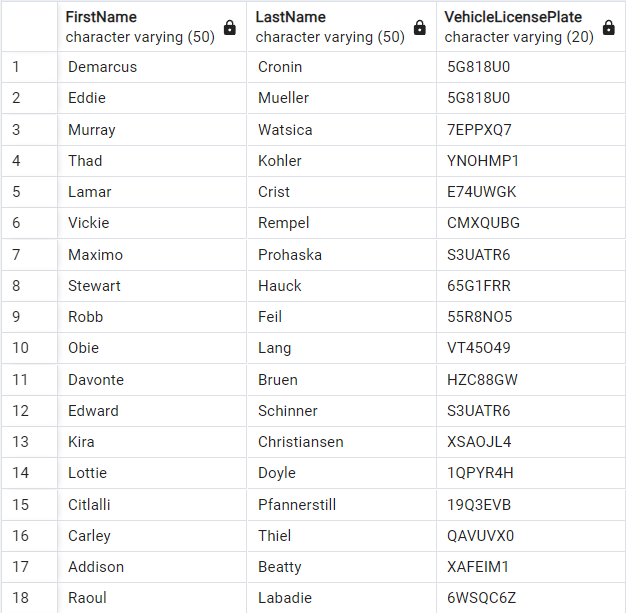 FirstName LastName VehicleLicensePlate
character varying (50) character varying (50) character varying (20)
1 Demarcus Cronin 5G818U0
2 Eddie Mueller 5G818U0
3 Murray Watsica 7EPPXQ7
4 Thad Kohler YNOHMP1
5 Lamar Crist E74UWGK
6 Vickie Rempel CMXQUBG
7 Maximo Prohaska S3UATR6
8 Stewart Hauck 65G1FRR
9 Robb Feil 55R8NO5
10 Obie Lang VT45O49
11 Davonte Bruen HZC88GW
12 Edward Schinner S3UATR6
13 Kira Christiansen XSAOJL4
14 Lottie Doyle 1QPYR4H
15 Citlalli Pfannerstill 19Q3EVB
16 Carley Thiel QAVUVX0
17 Addison Beatty XAFEIM1
18 Raoul Labadie 6WSQC6Z